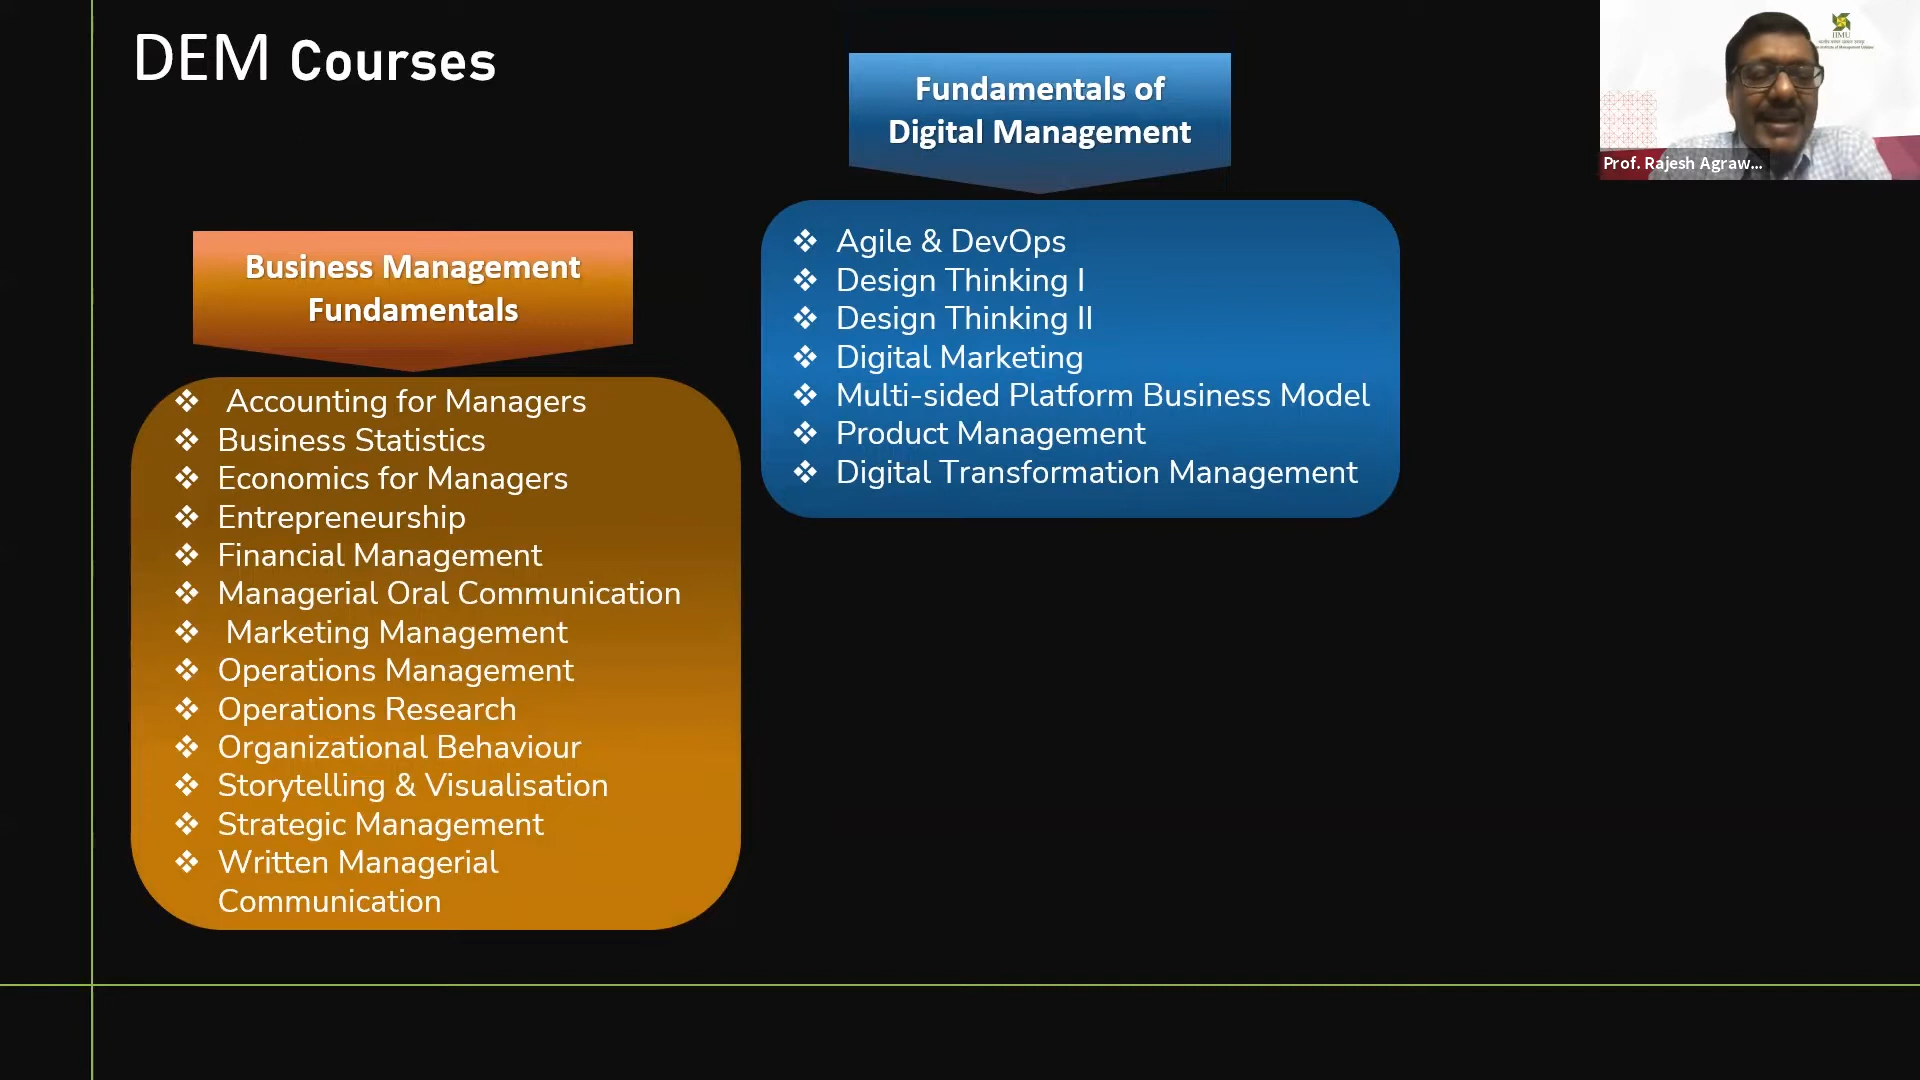 DEM Courses
Business Management
Fundamentals
❖ Accounting for Managers
❖ Business Statistics
❖ Economics for Managers
❖ Entrepreneurship
❖ Financial Management
❖ Managerial Oral Communication
❖ Marketing Management
❖ Operations Management
❖ Operations Research
❖ Organizational Behaviour
❖ Storytelling & Visualisation
❖ Strategic Management
❖ Written Managerial
Communication
Fundamentals of
Digital Management
❖ Agile & DevOps
❖ Design Thinking I
❖ Design Thinking II
❖ Digital Marketing
❖ Multi-sided Platform Business Model
❖ Product Management
❖ Digital Transformation Management
IIMU
Prof. Rajesh Agraw...